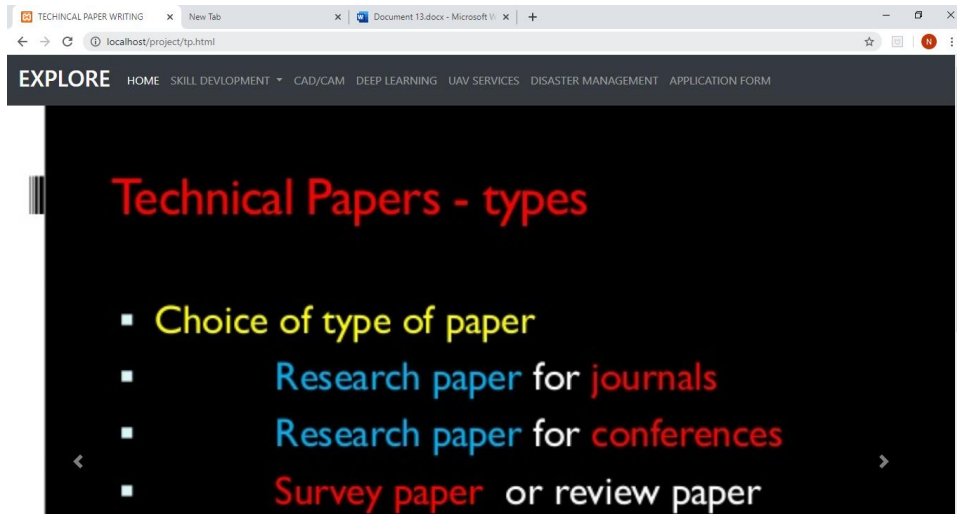 TECHINCAL PAPER WRITING
New Tab
Document 13.docx - Microsoft W
localhost/project/tp.html
N
EXPLORE HOME SKILL DEVLOPMENT CAD/CAM DEEP LEARNING UAV SERVICES DISASTER MANAGEMENT APPLICATION FORM
Technical Papers - types
Choice of type of paper
Research paper for journals
Research paper for conferences
Survey paper or review paper